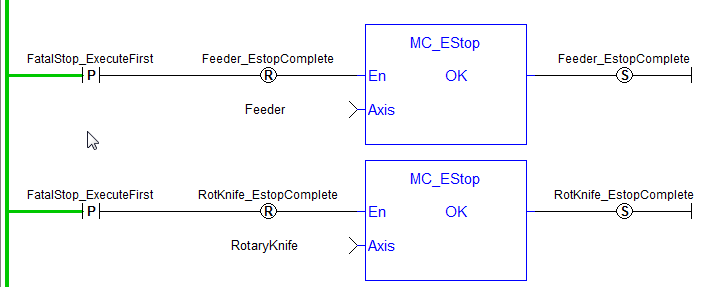 MC_EStop
FatalStop_ExecuteFirst Feeder_EstopComplete Feeder_EstopComplete
P R En OK S
Feeder Axis
MC_EStop
FatalStop_ExecuteFirst RotKnife_EstopComplete RotKnife_EstopComplete
P R En OK S
RotaryKnife Axis